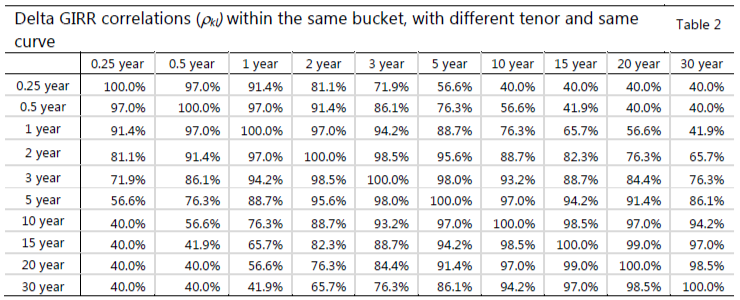 Delta GIRR correlations (ρkl) within the same bucket, with different tenor and same Table 2
curve
0.25 year 0.5 year 1 year 2 year 3 year 5 year 10 year 15 year 20 year 30 year
0.25 year 100.0% 97.0% 91.4% 81.1% 71.9% 56.6% 40.0% 40.0% 40.0% 40.0%
0.5 year 97.0% 100.0% 97.0% 91.4% 86.1% 76.3% 56.6% 41.9% 40.0% 40.0%
1 year 91.4% 97.0% 100.0% 97.0% 94.2% 88.7% 76.3% 65.7% 56.6% 41.9%
2 year 81.1% 91.4% 97.0% 100.0% 98.5% 95.6% 88.7% 82.3% 76.3% 65.7%
3 year 71.9% 86.1% 94.2% 98.5% 100.0% 98.0% 93.2% 88.7% 84.4% 76.3%
5 year 56.6% 76.3% 88.7% 95.6% 98.0% 100.0% 97.0% 94.2% 91.4% 86.1%
10 year 40.0% 56.6% 76.3% 88.7% 93.2% 97.0% 100.0% 98.5% 97.0% 94.2%
15 year 40.0% 41.9% 65.7% 82.3% 88.7% 94.2% 98.5% 100.0% 99.0% 97.0%
20 year 40.0% 40.0% 56.6% 76.3% 84.4% 91.4% 97.0% 99.0% 100.0% 98.5%
30 year 40.0% 40.0% 41.9% 65.7% 76.3% 86.1% 94.2% 97.0% 98.5% 100.0%